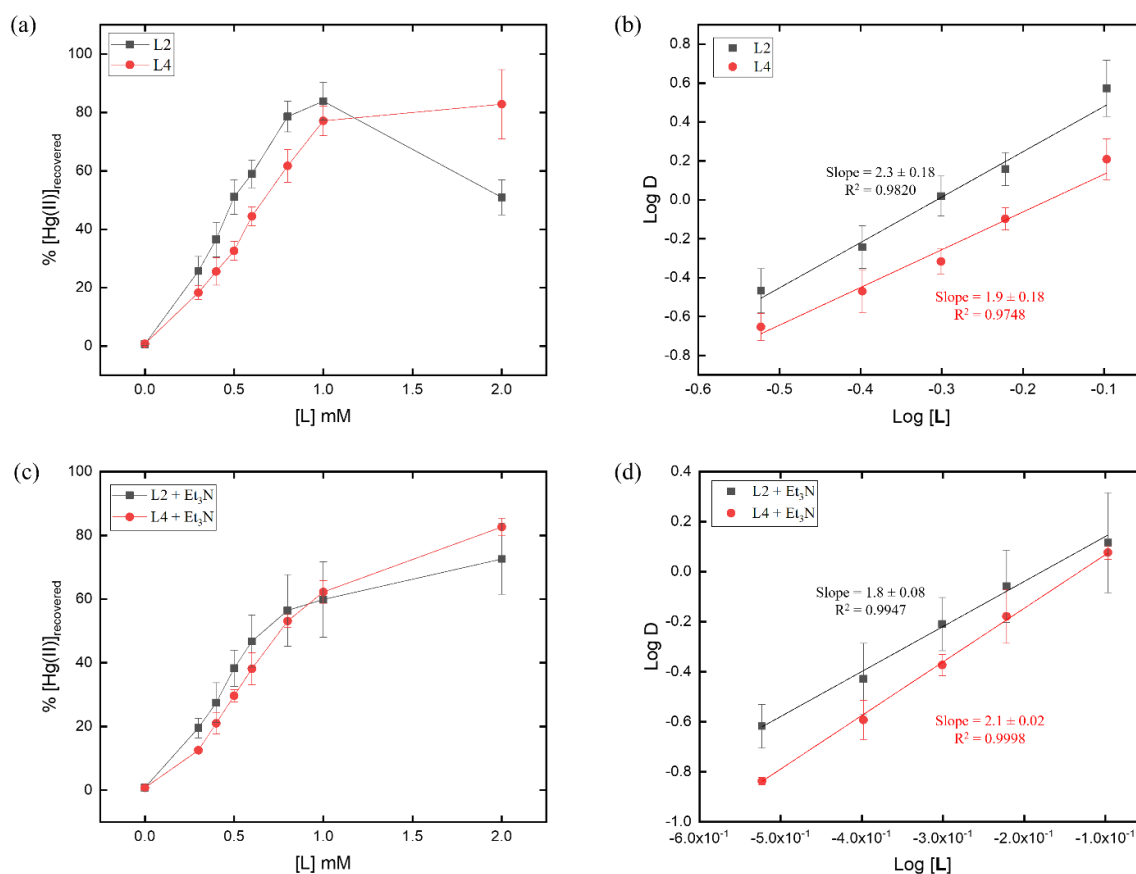 (a)
L2
L4
100
80
60
40
20
0
% [Hg(II)]recovered
0.0 0.5 1.0 1.5 2.0
[L] mM
(b)
L2
L4
0.8
0.6
0.4
0.2
0.0
-0.2
-0.4
-0.6
-0.8
Log D
Slope = 2.3 ± 0.18
R² = 0.9820
Slope = 1.9 ± 0.18
R² = 0.9748
-0.6 -0.5 -0.4 -0.3 -0.2 -0.1
Log [L]
(c)
L2 + Et₃N
L4 + Et₃N
100
80
60
40
20
0
% [Hg(II)]recovered
0.0 0.5 1.0 1.5 2.0
[L] mM
(d)
L2 + Et₃N
L4 + Et₃N
0.4
0.2
0.0
-0.2
-0.4
-0.6
-0.8
-1.0
Log D
Slope = 1.8 ± 0.08
R² = 0.9947
Slope = 2.1 ± 0.02
R² = 0.9998
-6.0x10⁻¹ -5.0x10⁻¹ -4.0x10⁻¹ -3.0x10⁻¹ -2.0x10⁻¹ -1.0x10⁻¹
Log [L]